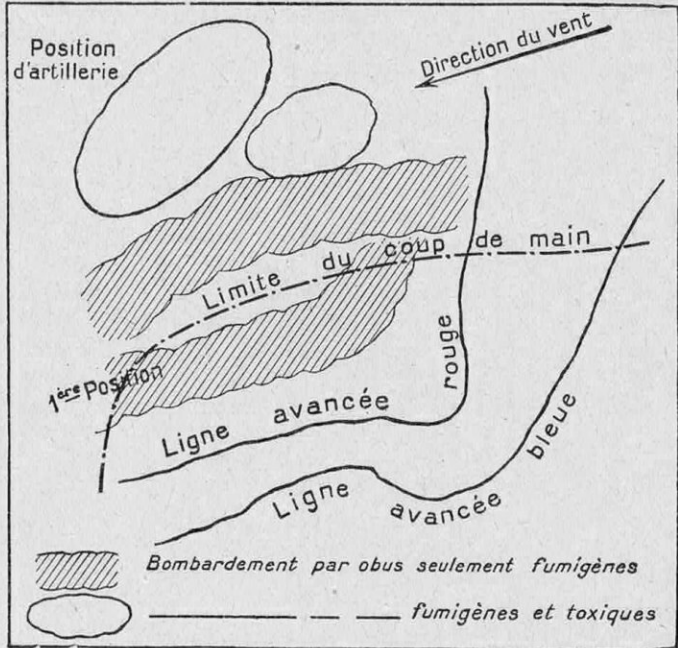 Position
d'artillerie
Direction du vent
Limite du coup de main
1ère Position
rouge
Ligne avancée
bleue
Ligne avancée
Bombardement par obus seulement fumigènes
fumigènes et toxiques